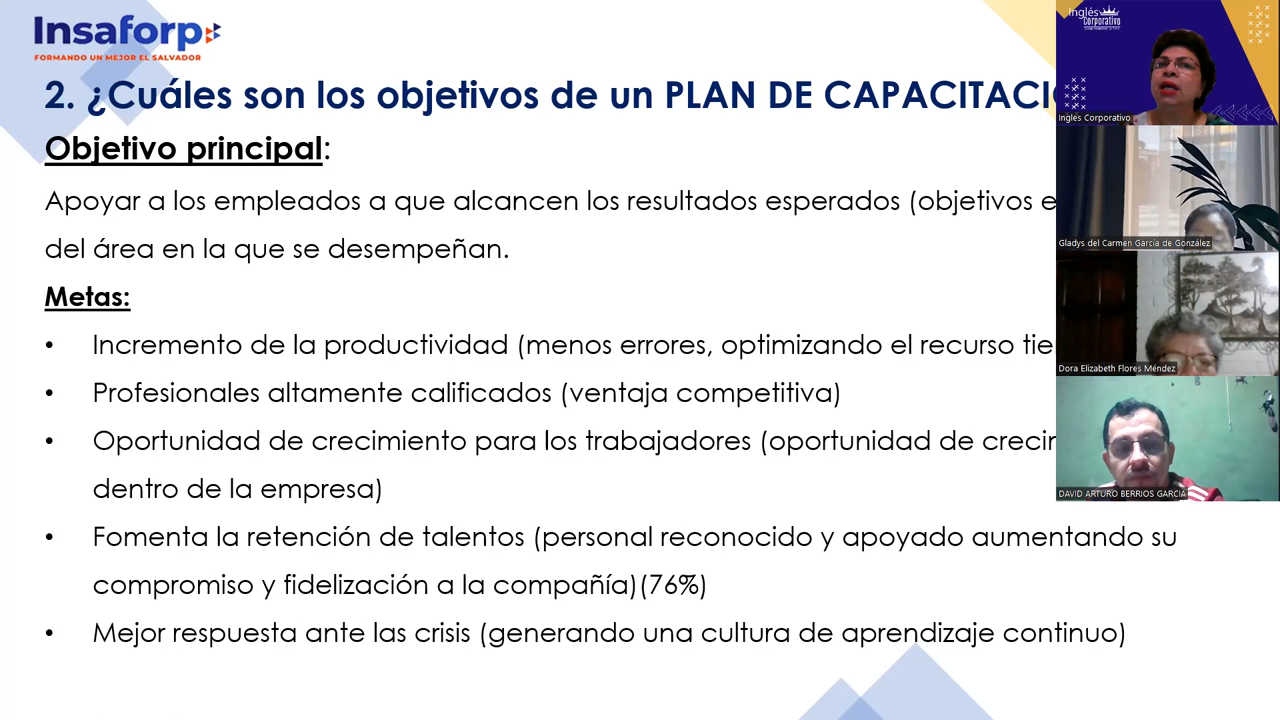 Insaforp
FORMANDO UN MEJOR EL SALVADOR
2. ¿Cuáles son los objetivos de un PLAN DE
Objetivo principal:
Apoyar a los empleados a que alcancen los resultados esperados (objetivos
del área en la que se desempeñan.
Metas:
• Incremento de la productividad (menos errores, optimizando el recurso
• Profesionales altamente calificados (ventaja competitiva)
• Oportunidad de crecimiento para los trabajadores (oportunidad de
dentro de la empresa)
• Fomenta la retención de talentos (personal reconocido y apoyado aumentando su
compromiso y fidelización a la compañía)(76%)
• Mejor respuesta ante las crisis (generando una cultura de aprendizaje continuo)
Inglés
Corporativo
Inglés Corporativo
Gladys del Carmen García de González
Dora Elizabeth Flores Méndez
DAVID ARTURO BERRIOS GARCIA